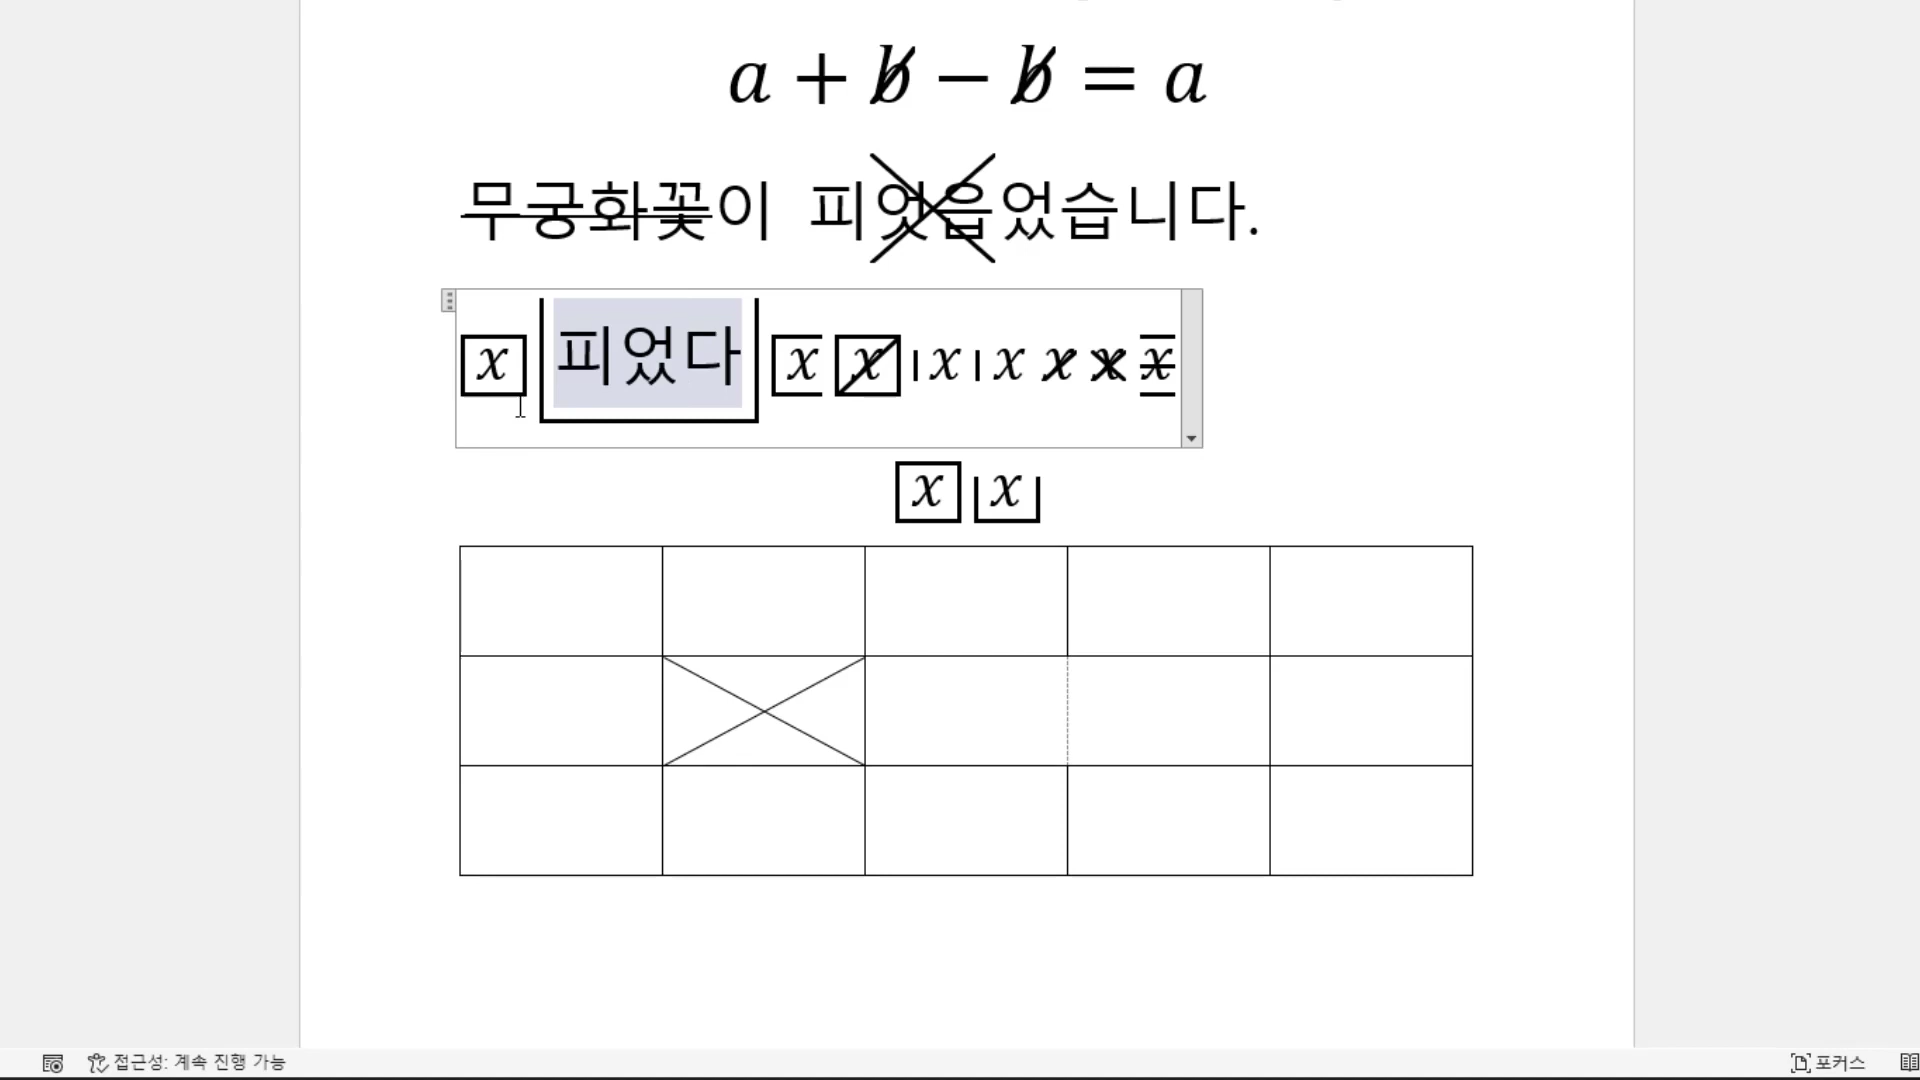 a + b − b = a
무궁화꽃이 피엇읍었습니다.
x 피었다 x x x x x x x
x x
접근성: 계속 진행 가능 포커스